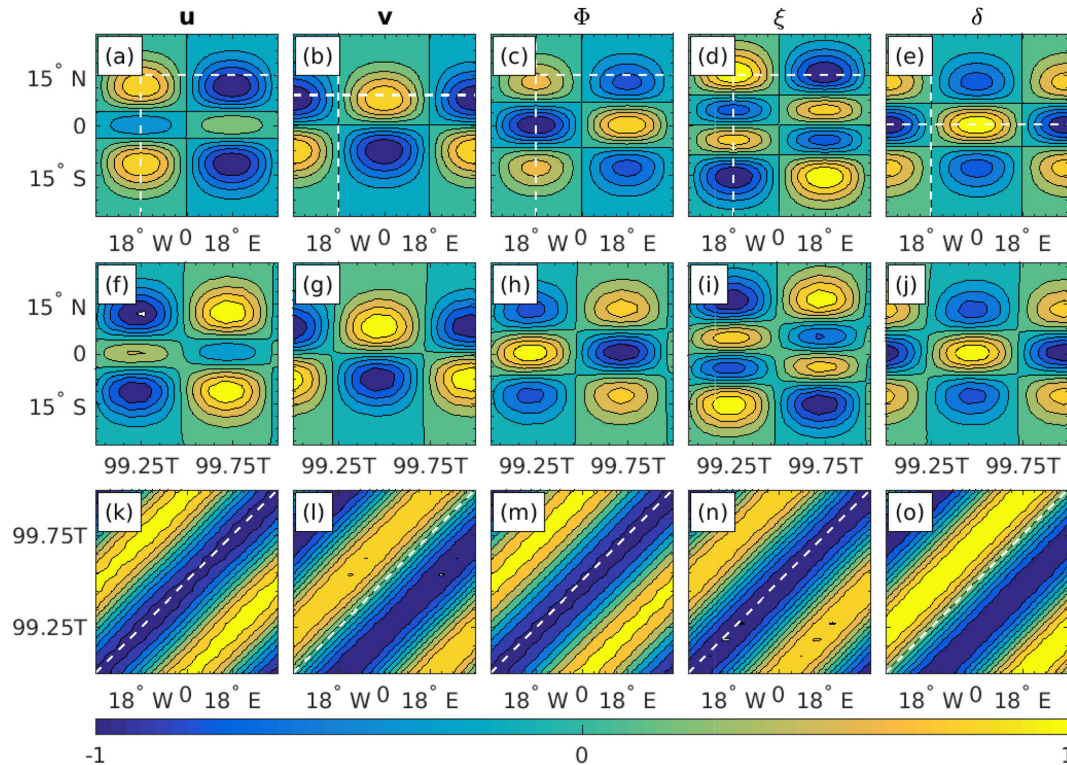 u v Φ ξ δ
(a) (b) (c) (d) (e)
15° N
0
15° S
18° W 0 18° E 18° W 0 18° E 18° W 0 18° E 18° W 0 18° E 18° W 0 18° E
(f) (g) (h) (i) (j)
15° N
0
15° S
99.25T 99.75T 99.25T 99.75T 99.25T 99.75T 99.25T 99.75T 99.25T 99.75T
(k) (l) (m) (n) (o)
99.75T
99.25T
18° W 0 18° E 18° W 0 18° E 18° W 0 18° E 18° W 0 18° E 18° W 0 18° E
-1 0 1